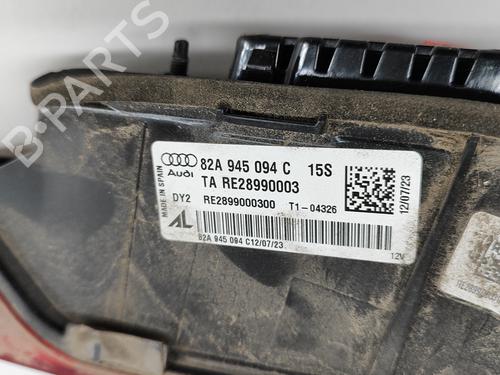 B-PARTS
82A 945 094 C 15S
Audi
TA RE28990003
DY2 RE2899000300 T1-04326
MADE IN SPAIN
12/07/23
AL
82A 945 094 C12/07/23
12V